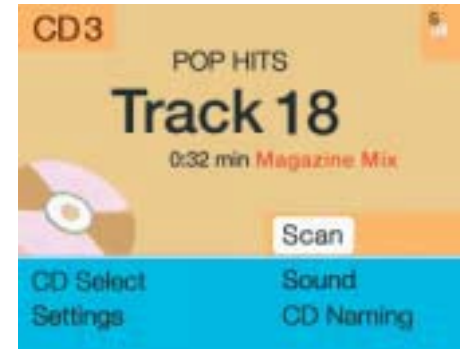 CD3
S
POP HITS
Track 18
0:32 min Magazine Mix
Scan
CD Select
Sound
Settings
CD Naming